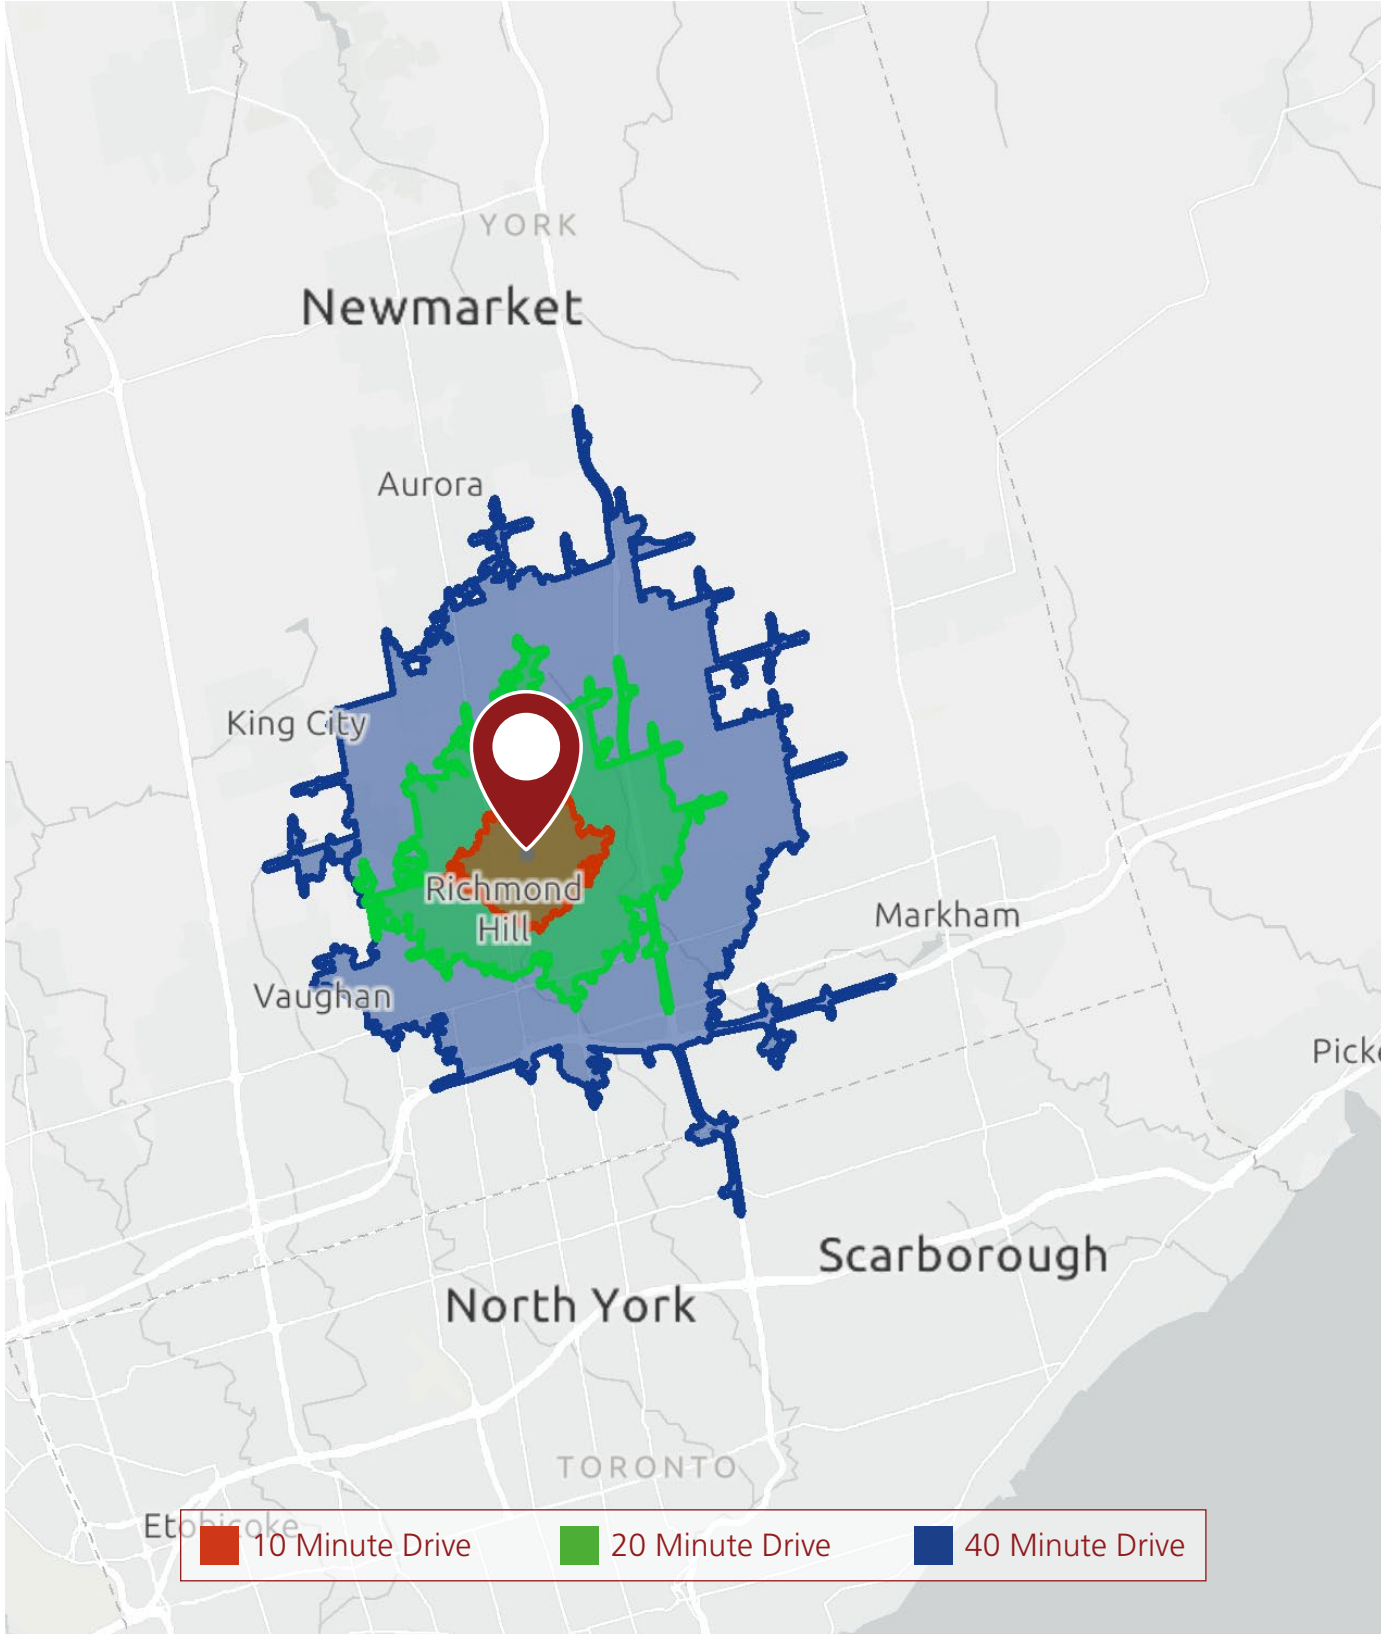 YORK
Newmarket
Aurora
King City
Richmond
Hill
Markham
Vaughan
Scarborough
North York
TORONTO
Etobicoke
10 Minute Drive
20 Minute Drive
40 Minute Drive